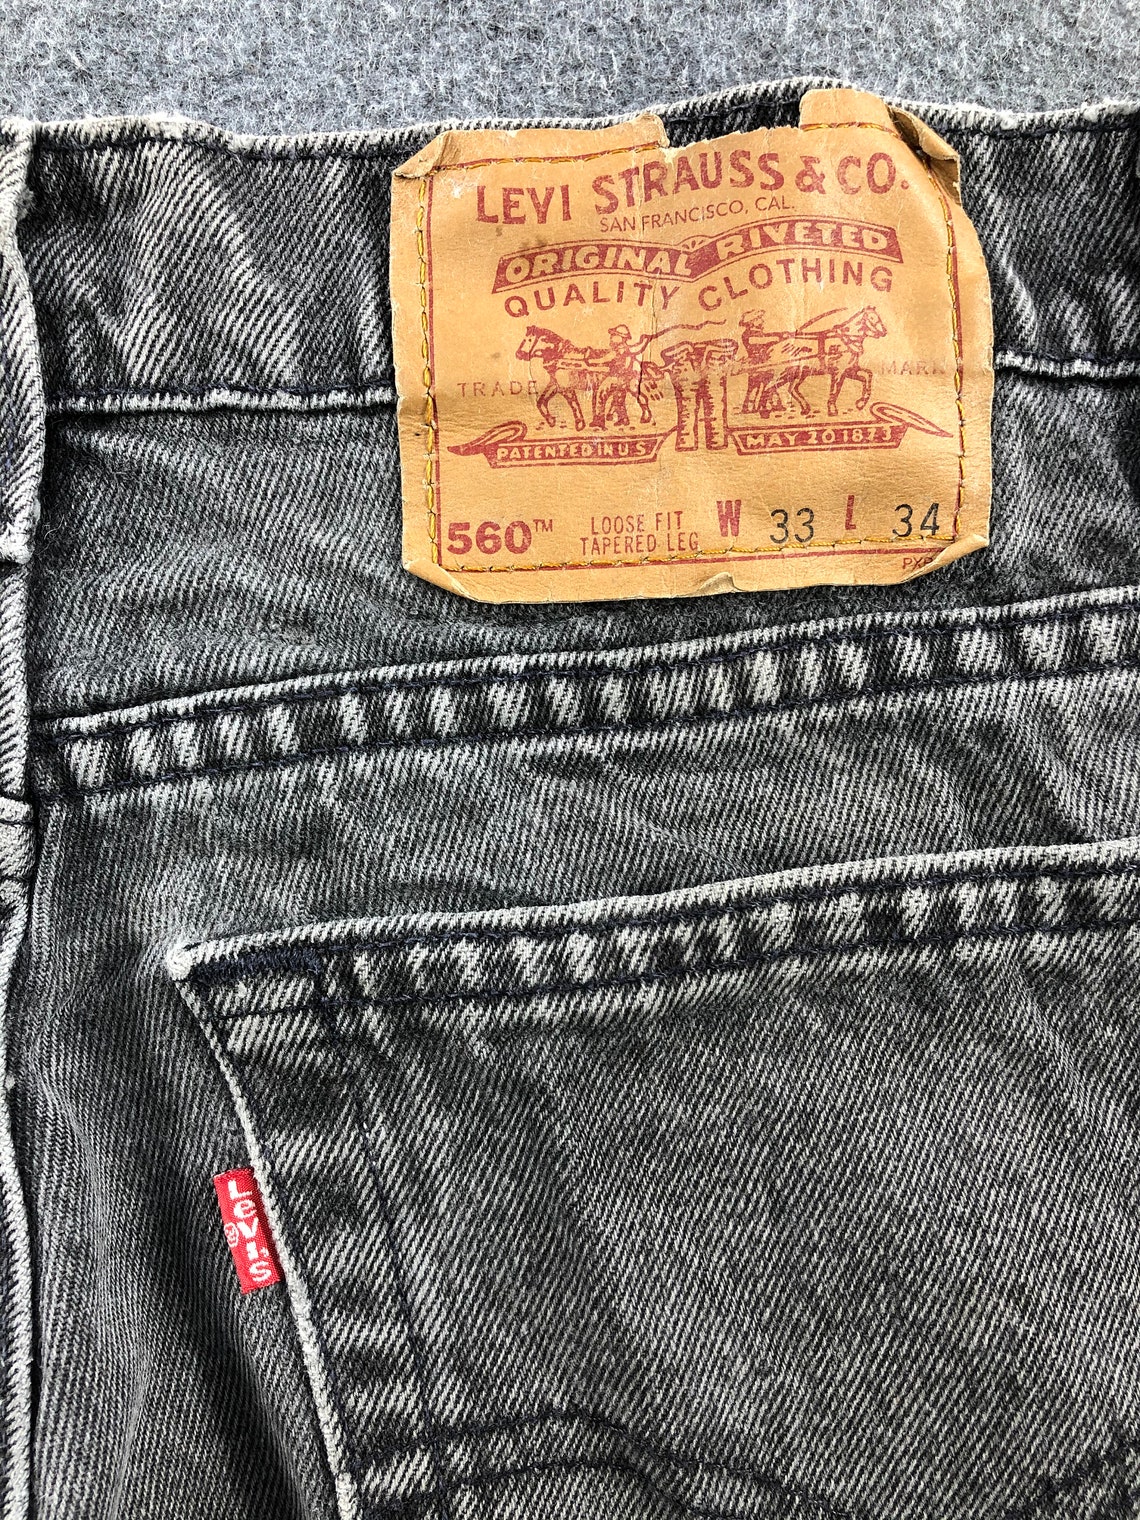 LEVI STRAUSS & CO.
SAN FRANCISCO, CAL.
ORIGINAL RIVETED
QUALITY CLOTHING
TRADE MARK
PATENTED IN U S MAY 20 1873
560™ LOOSE FIT TAPERED LEG W 33 L 34
Levi's ®